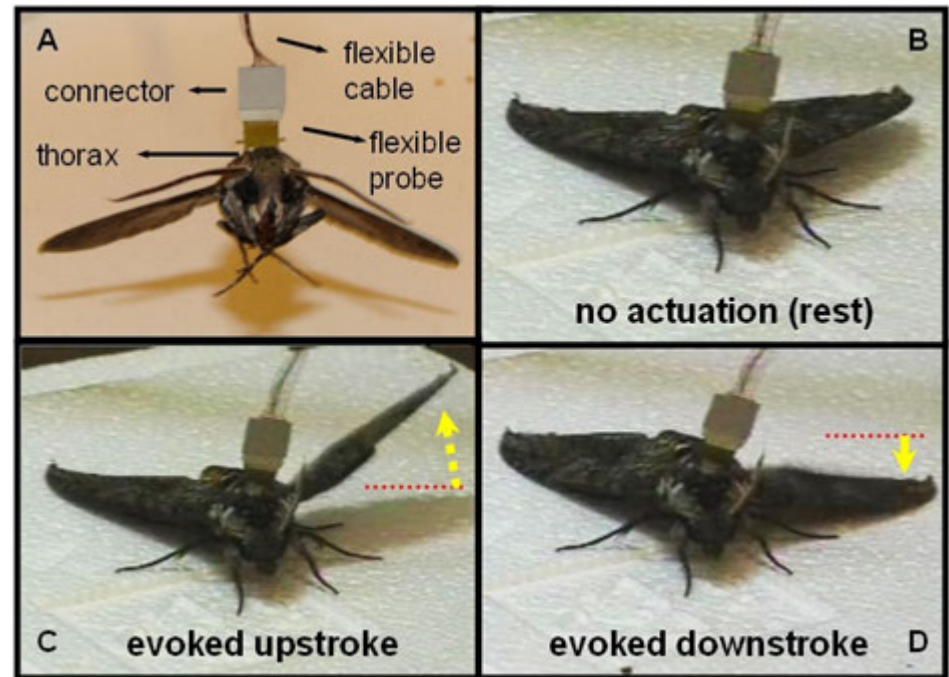 A
flexible
cable
connector
thorax
flexible
probe
B
no actuation (rest)
C
evoked upstroke
evoked downstroke
D